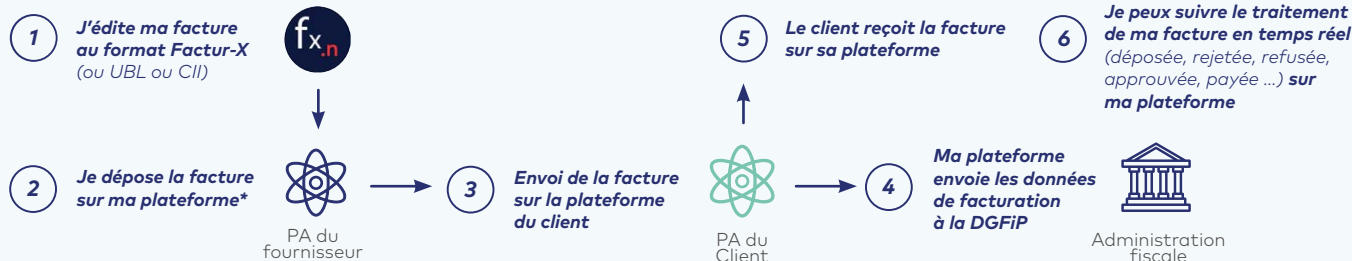 1
J'édite ma facture
au format Factur-X
(ou UBL ou CII)
fx.n
2
Je dépose la facture
sur ma plateforme*
PA du
fournisseur
3
Envoi de la facture
sur la plateforme
du client
PA du
Client
4
Ma plateforme
envoie les données
de facturation
à la DGFiP
Administration
fiscale
5
Le client reçoit la facture
sur sa plateforme
6
Je peux suivre le traitement
de ma facture en temps réel
(déposée, rejetée, refusée,
approuvée, payée ...) sur
ma plateforme